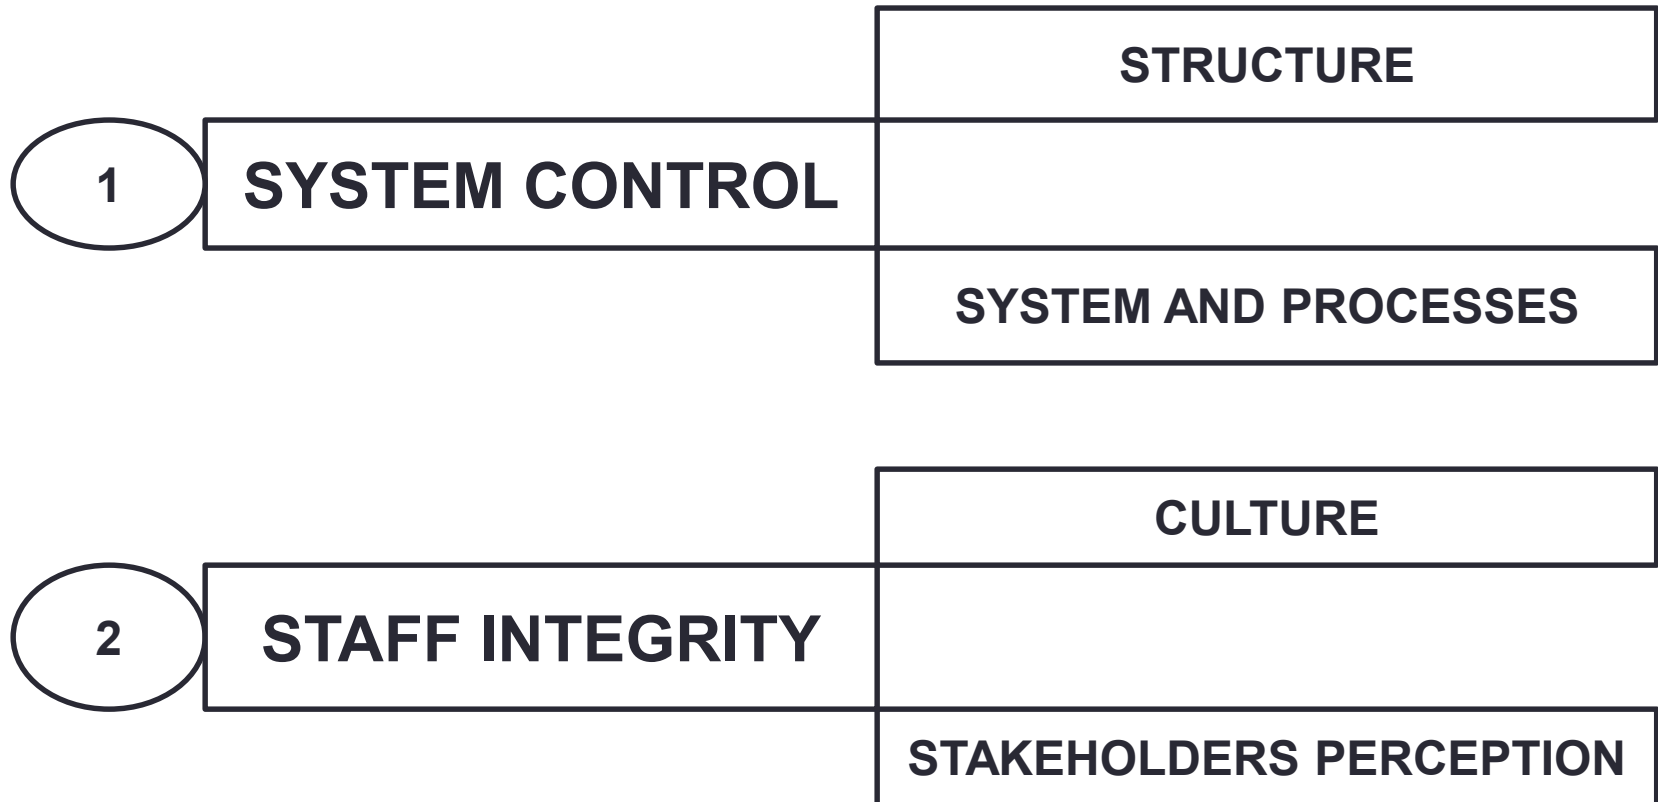 STRUCTURE
1
SYSTEM CONTROL
SYSTEM AND PROCESSES
CULTURE
2
STAFF INTEGRITY
STAKEHOLDERS PERCEPTION